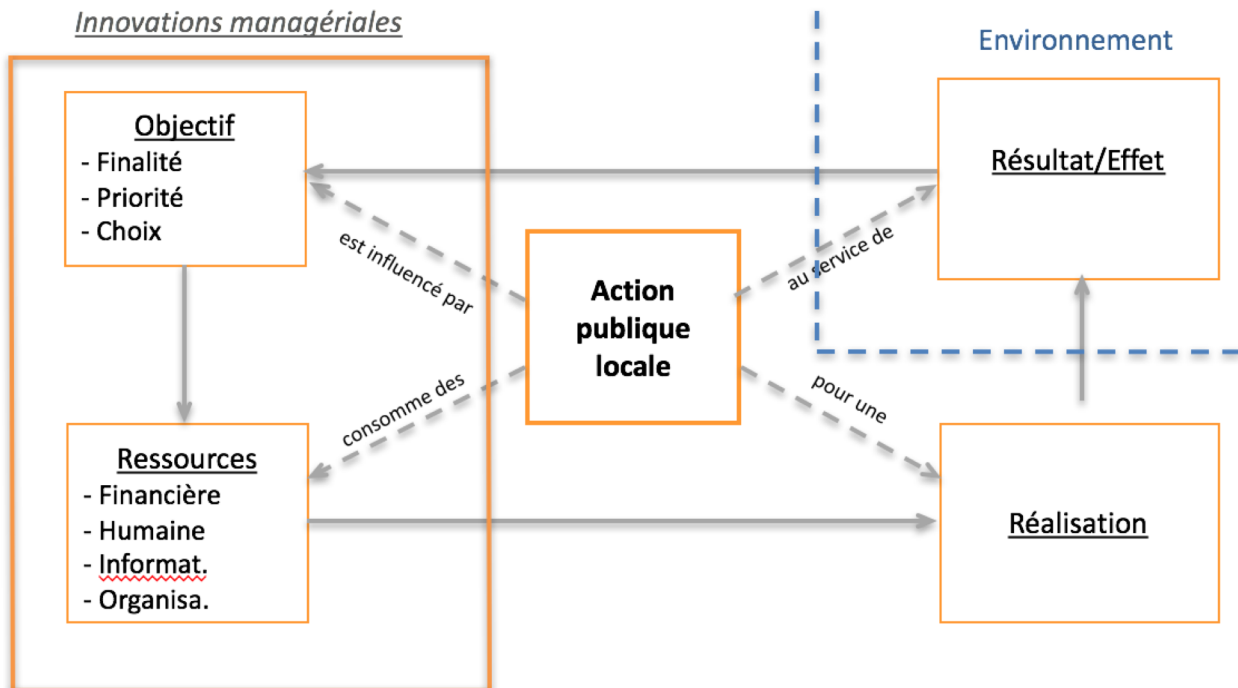 Innovations managériales
Environnement
Objectif
- Finalité
- Priorité
- Choix
Résultat/Effet
est influencé par
au service de
Action
publique
locale
consomme des
pour une
Ressources
- Financière
- Humaine
- Informat.
- Organisa.
Réalisation